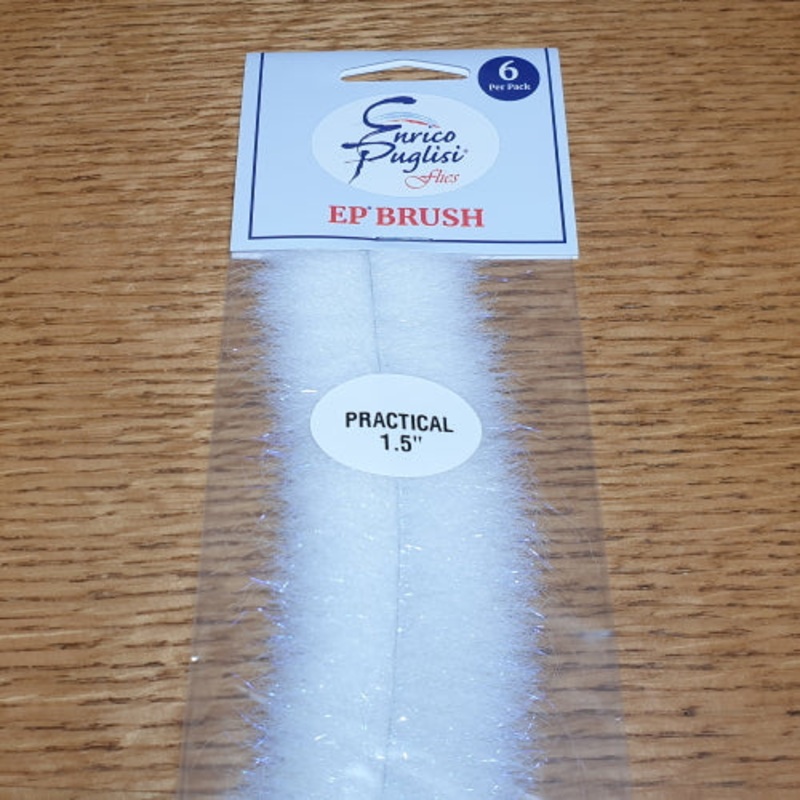 6
Per Pack
Enrico
Puglisi®
flies
EP® BRUSH
PRACTICAL
1.5"